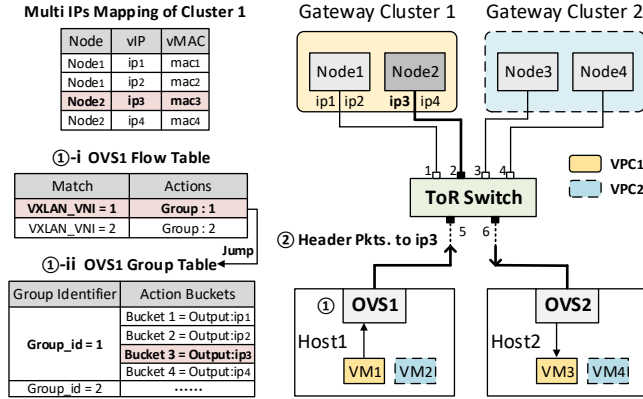 Multi IPs Mapping of Cluster 1
Node vIP vMAC
Node1 ip1 mac1
Node1 ip2 mac2
Node2 ip3 mac3
Node2 ip4 mac4
①-i OVS1 Flow Table
Match Actions
VXLAN_VNI = 1 Group : 1
VXLAN_VNI = 2 Group : 2
Jump
①-ii OVS1 Group Table
Group Identifier Action Buckets
Group_id = 1
Bucket 1 = Output:ip1
Bucket 2 = Output:ip2
Bucket 3 = Output:ip3
Bucket 4 = Output:ip4
Group_id = 2 ······
Gateway Cluster 1 Gateway Cluster 2
Node1 Node2 Node3 Node4
ip1 ip2 ip3 ip4
1 2 3 4
ToR Switch
VPC1
VPC2
5 6
② Header Pkts. to ip3
① OVS1 OVS2
Host1 Host2
VM1 VM2 VM3 VM4